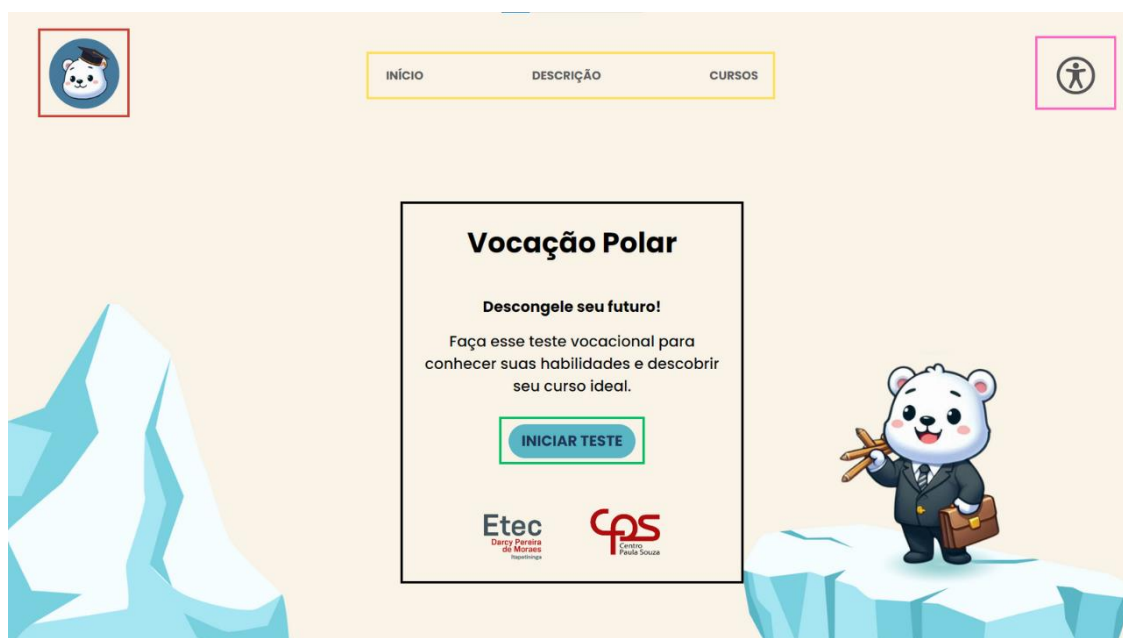 INÍCIO DESCRIÇÃO CURSOS
Vocação Polar
Descongele seu futuro!
Faça esse teste vocacional para
conhecer suas habilidades e descobrir
seu curso ideal.
INICIAR TESTE
Etec
Darcy Pereira
de Moraes
Itapetininga
CPS
Centro
Paula Souza